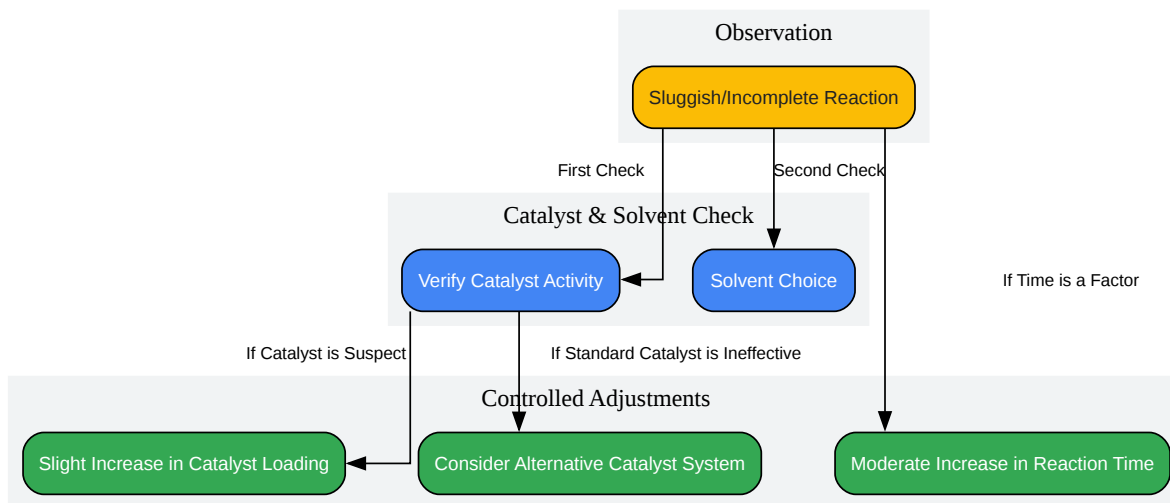 Observation
Sluggish/Incomplete Reaction
First Check
Second Check
Catalyst & Solvent Check
Verify Catalyst Activity
Solvent Choice
If Time is a Factor
If Catalyst is Suspect
If Standard Catalyst is Ineffective
Controlled Adjustments
Slight Increase in Catalyst Loading
Consider Alternative Catalyst System
Moderate Increase in Reaction Time